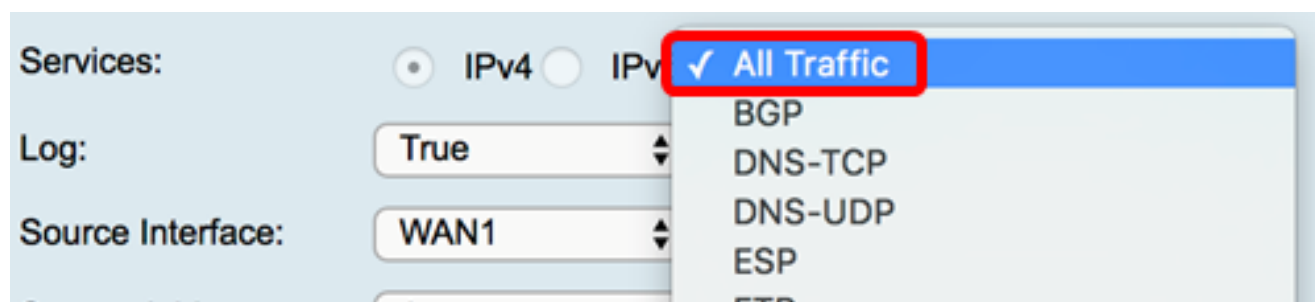 Services:
IPv4
IPv
✓ All Traffic
BGP
Log:
True
DNS-TCP
DNS-UDP
Source Interface:
WAN1
ESP